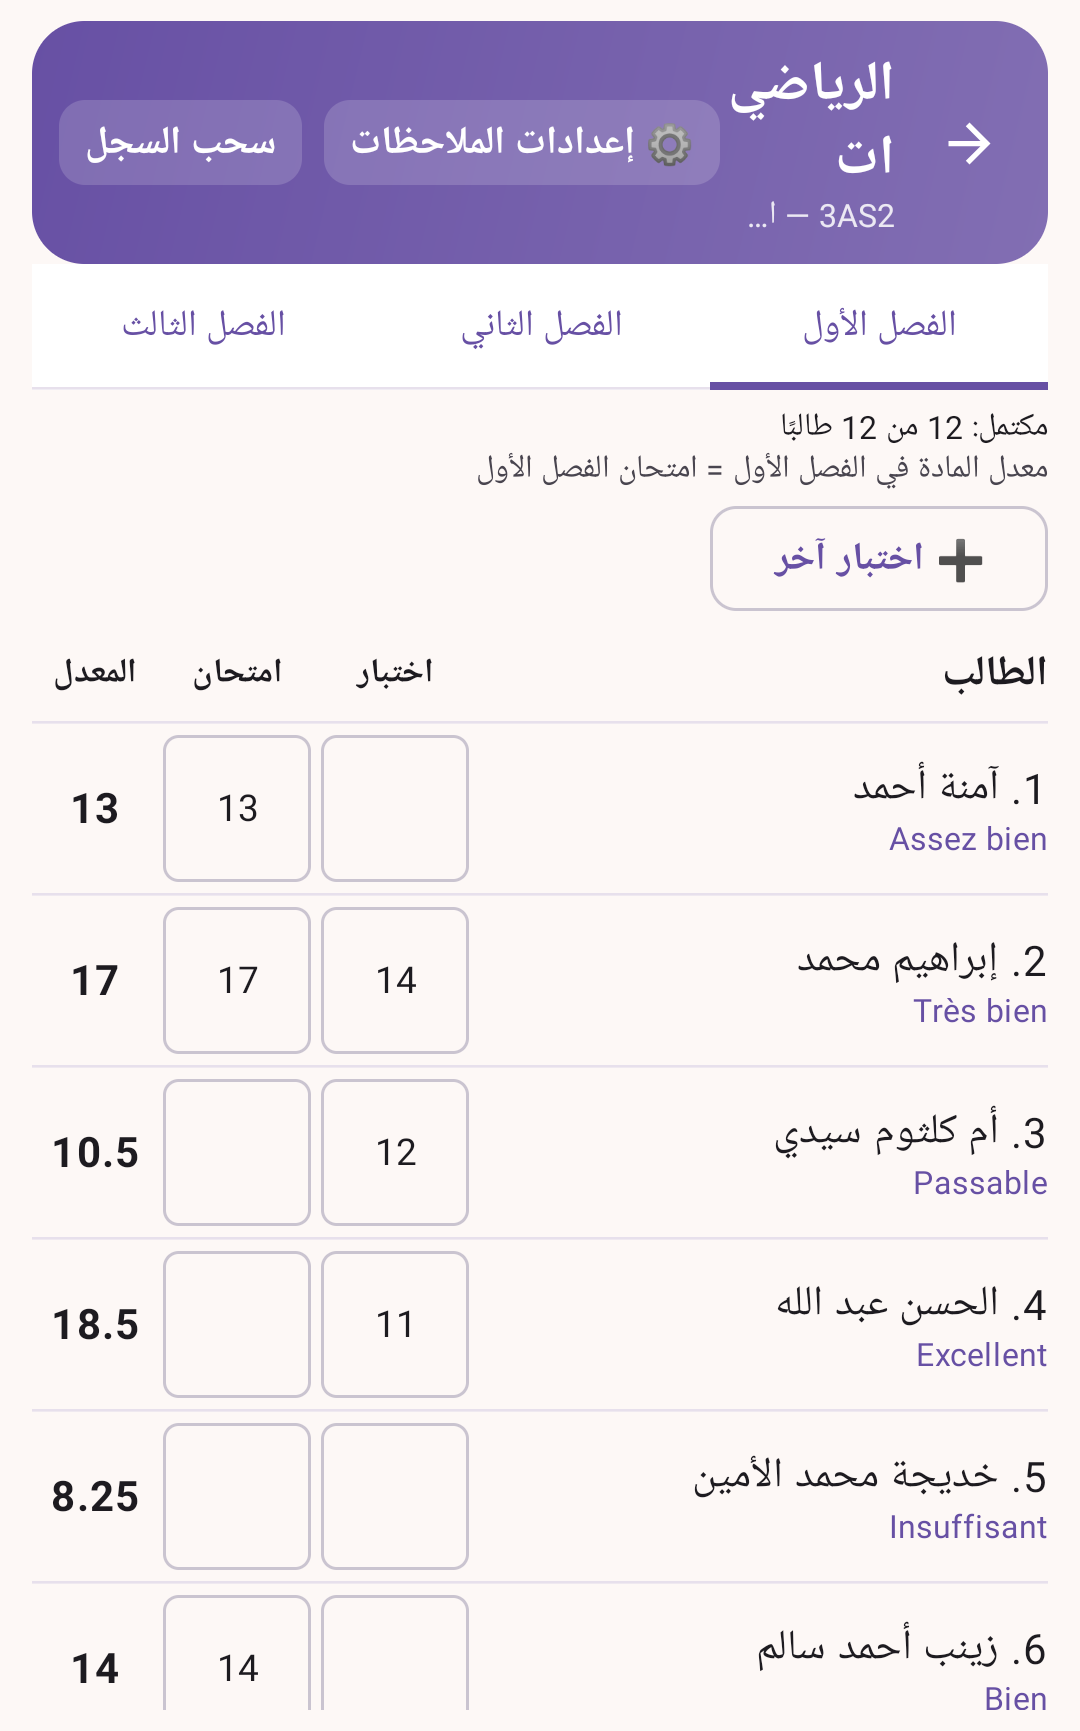 الرياضي
ات
3AS2 – ا...
⚙ إعدادات الملاحظات
سحب السجل
الفصل الأول
الفصل الثاني
الفصل الثالث
مكتمل: 12 من 12 طالبًا
معدل المادة في الفصل الأول = امتحان الفصل الأول
➕ اختبار آخر
الطالب اختبار امتحان المعدل
1. آمنة أحمد 13 13
Assez bien
2. إبراهيم محمد 14 17 17
Très bien
3. أم كلثوم سيدي 12 10.5
Passable
4. الحسن عبد الله 11 18.5
Excellent
5. خديجة محمد الأمين 8.25
Insuffisant
6. زينب أحمد سالم 14 14
Bien